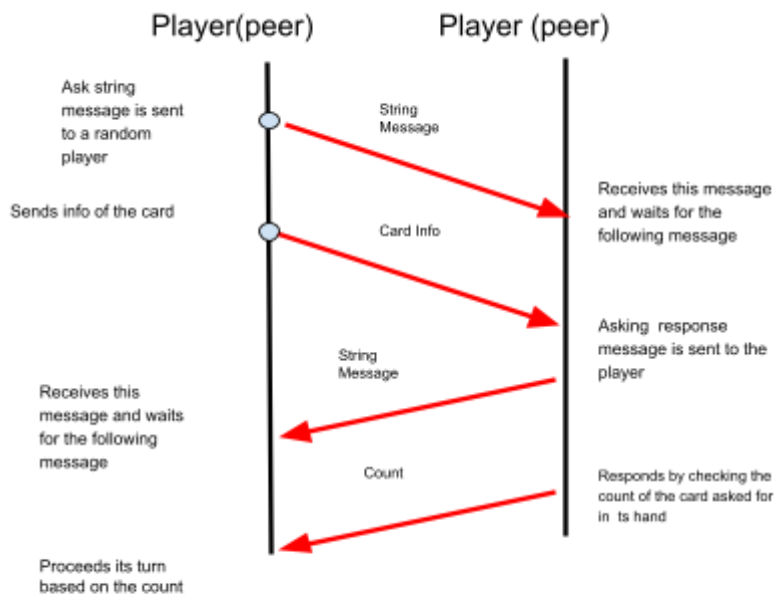 Player(peer)
Player (peer)
Ask string
message is sent
to a random
player
String
Message
Receives this message
and waits for the
following message
Sends info of the card
Card Info
Asking  response
message is sent to the
player
String
Message
Receives this
message and waits
for the following
message
Count
Responds by checking the
count of the card asked for
in  ts hand
Proceeds its turn
based on the count